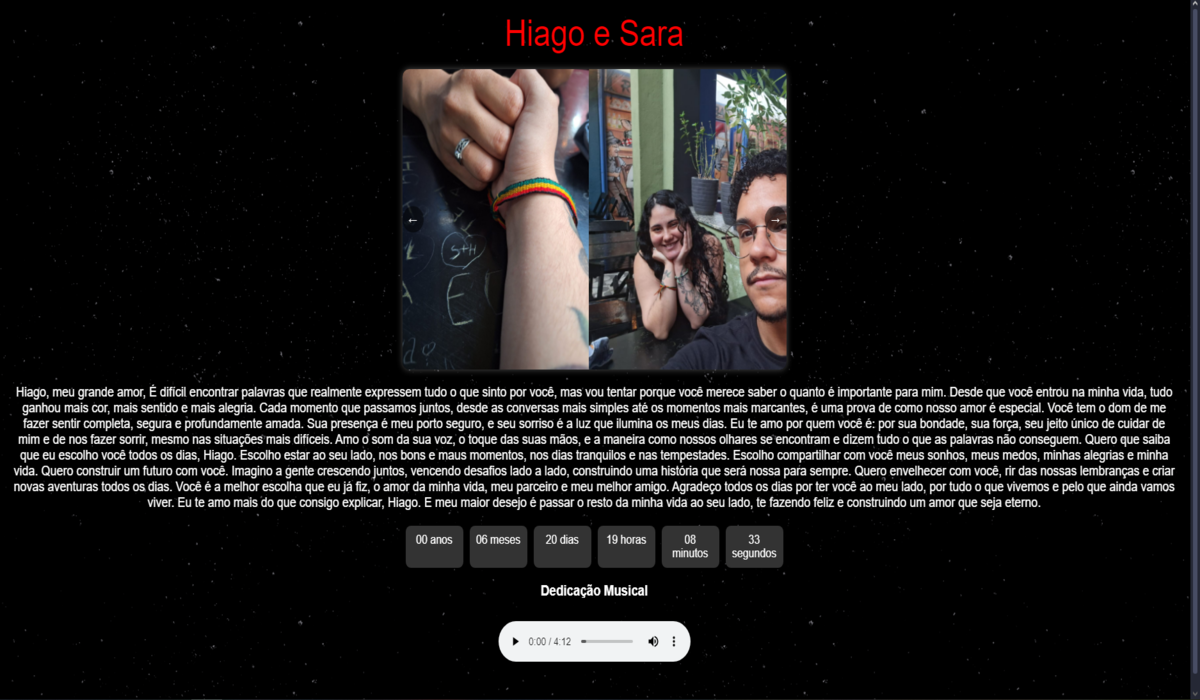 Hiago e Sara
←
S+H
→
E
Hiago, meu grande amor, É difícil encontrar palavras que realmente expressem tudo o que sinto por você, mas vou tentar porque você merece saber o quanto é importante para mim. Desde que você entrou na minha vida, tudo
ganhou mais cor, mais sentido e mais alegria. Cada momento que passamos juntos, desde as conversas mais simples até os momentos mais marcantes, é uma prova de como nosso amor é especial. Você tem o dom de me
fazer sentir completa, segura e profundamente amada. Sua presença é meu porto seguro, e seu sorriso é a luz que ilumina os meus dias. Eu te amo por quem você é: por sua bondade, sua força, seu jeito único de cuidar de
mim e de nos fazer sorrir, mesmo nas situações mais difíceis. Amo o som da sua voz, o toque das suas mãos, e a maneira como nossos olhares se encontram e dizem tudo o que as palavras não conseguem. Quero que saiba
que eu escolho você todos os dias, Hiago. Escolho estar ao seu lado, nos bons e maus momentos, nos dias tranquilos e nas tempestades. Escolho compartilhar com você meus sonhos, meus medos, minhas alegrias e minha
vida. Quero construir um futuro com você. Imagino a gente crescendo juntos, vencendo desafios lado a lado, construindo uma história que será nossa para sempre. Quero envelhecer com você, rir das nossas lembranças e criar
novas aventuras todos os dias. Você é a melhor escolha que eu já fiz, o amor da minha vida, meu parceiro e meu melhor amigo. Agradeço todos os dias por ter você ao meu lado, por tudo o que vivemos e pelo que ainda vamos
viver. Eu te amo mais do que consigo explicar, Hiago. E meu maior desejo é passar o resto da minha vida ao seu lado, te fazendo feliz e construindo um amor que seja eterno.
00 anos 06 meses 20 dias 19 horas 08 minutos 33 segundos
Dedicação Musical
0:00 / 4:12